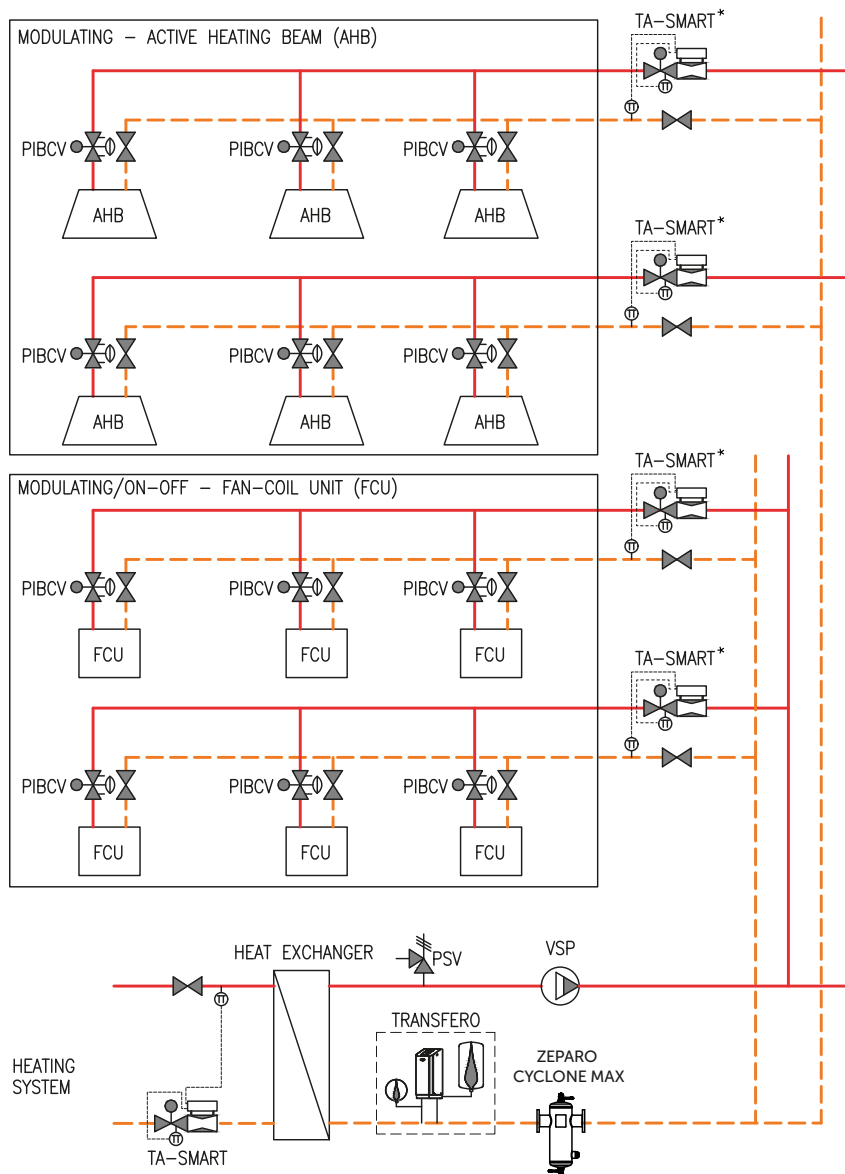 TA-SMART*
MODULATING - ACTIVE HEATING BEAM (AHB)
PIBCV PIBCV PIBCV
AHB AHB AHB
TA-SMART*
PIBCV PIBCV PIBCV
AHB AHB AHB
TA-SMART*
MODULATING/ON-OFF - FAN-COIL UNIT (FCU)
PIBCV PIBCV PIBCV
FCU FCU FCU
TA-SMART*
PIBCV PIBCV PIBCV
FCU FCU FCU
HEAT EXCHANGER
PSV
VSP
TRANSFERO
HEATING
SYSTEM
ZEPARO
CYCLONE MAX
TA-SMART